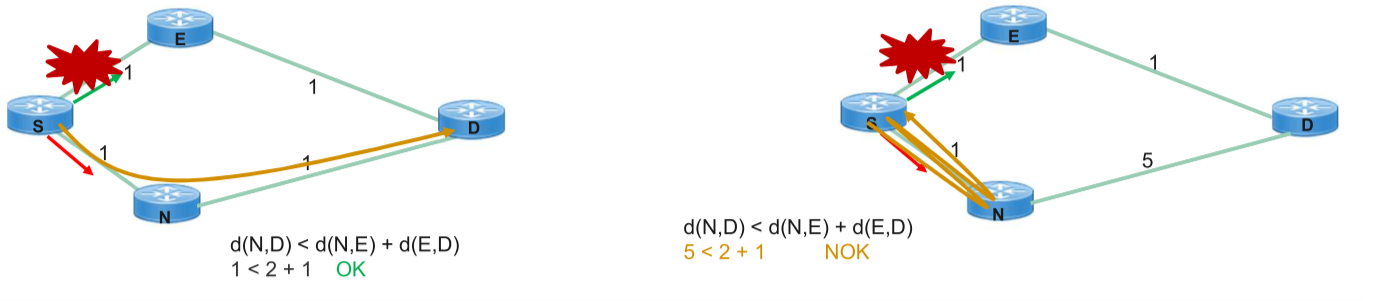 E
1
1
S
D
1
1
N
d(N,D) < d(N,E) + d(E,D)
1 < 2 + 1 OK
E
1
1
S
D
1
5
N
d(N,D) < d(N,E) + d(E,D)
5 < 2 + 1 NOK